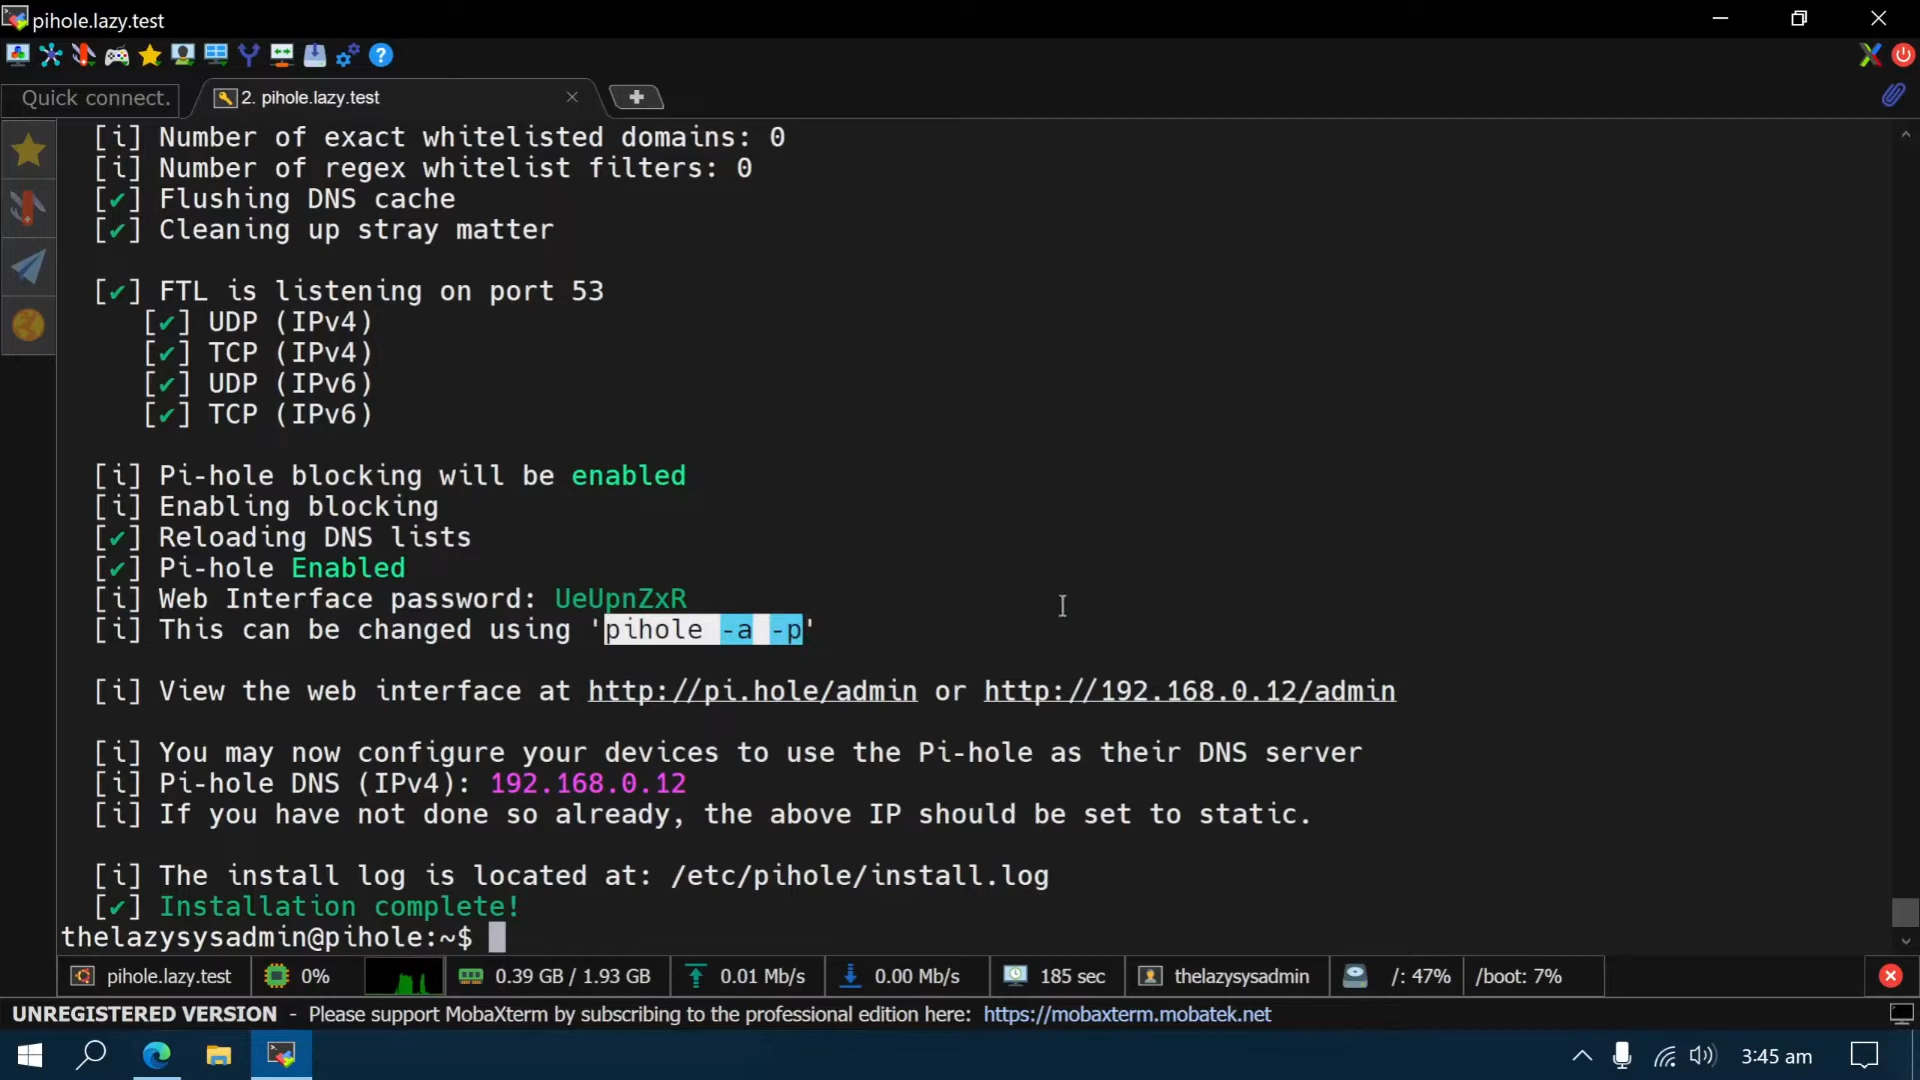 pihole.lazy.test
Quick connect.
2. pihole.lazy.test
[i] Number of exact whitelisted domains: 0
[i] Number of regex whitelist filters: 0
[✔] Flushing DNS cache
[✔] Cleaning up stray matter
[✔] FTL is listening on port 53
[✔] UDP (IPv4)
[✔] TCP (IPv4)
[✔] UDP (IPv6)
[✔] TCP (IPv6)
[i] Pi-hole blocking will be enabled
[i] Enabling blocking
[✔] Reloading DNS lists
[✔] Pi-hole Enabled
[i] Web Interface password: UeUpnZxR
[i] This can be changed using 'pihole -a -p'
[i] View the web interface at http://pi.hole/admin or http://192.168.0.12/admin
[i] You may now configure your devices to use the Pi-hole as their DNS server
[i] Pi-hole DNS (IPv4): 192.168.0.12
[i] If you have not done so already, the above IP should be set to static.
[i] The install log is located at: /etc/pihole/install.log
[✔] Installation complete!
thelazysysadmin@pihole:~$
pihole.lazy.test 0% 0.39 GB / 1.93 GB 0.01 Mb/s 0.00 Mb/s 185 sec thelazysysadmin /: 47% /boot: 7%
UNREGISTERED VERSION - Please support MobaXterm by subscribing to the professional edition here: https://mobaxterm.mobatek.net
3:45 am